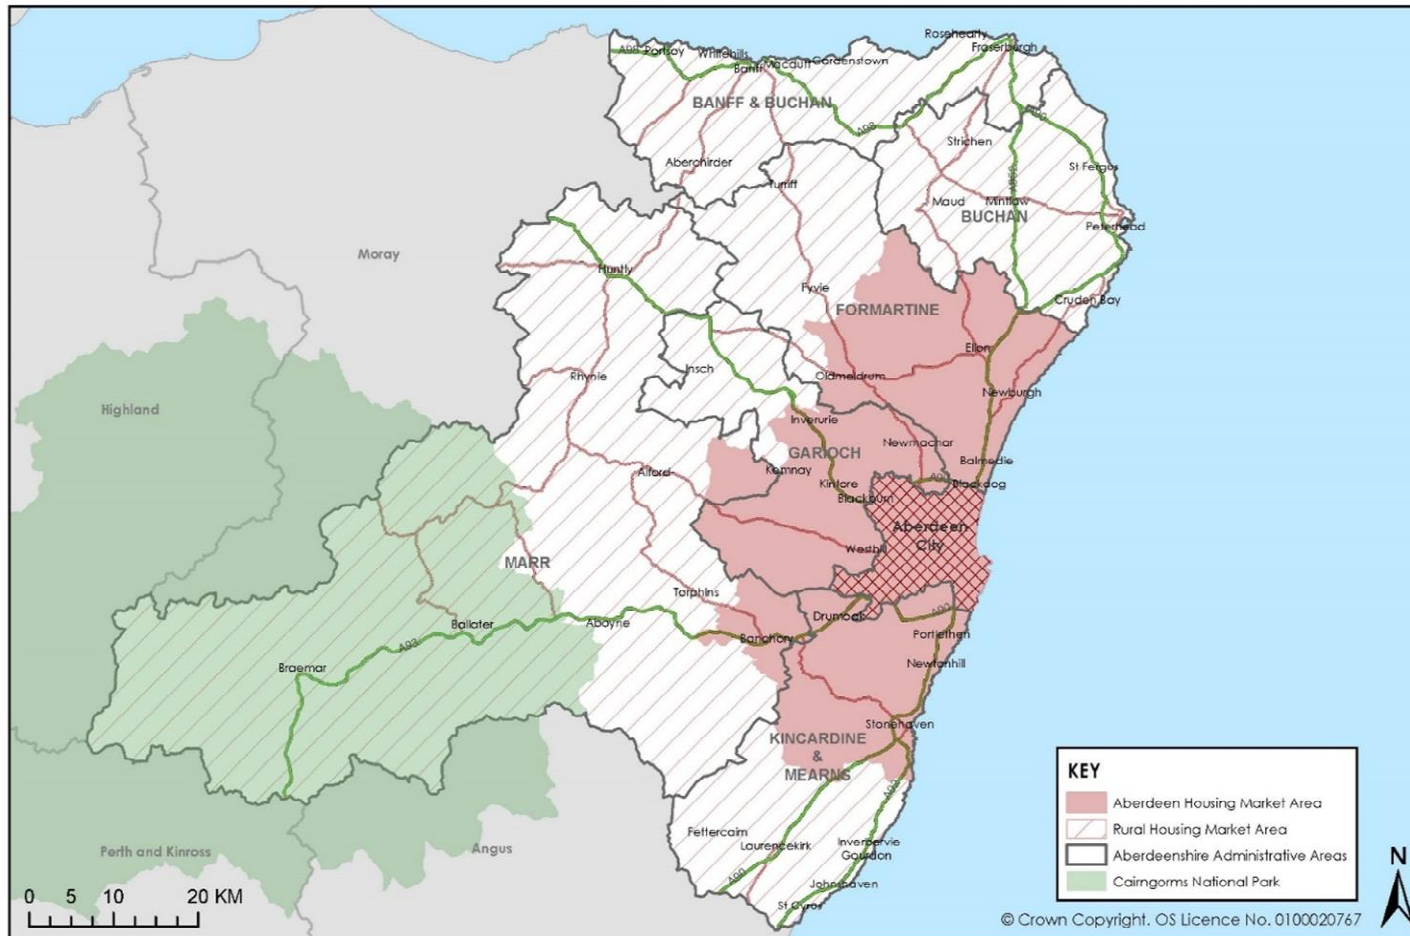 Rosehearty
Fraserburgh
A98
Portsoy
Whitehills
Banff
Macduff
Gardenstown
BANFF & BUCHAN
A98
Strichen
Aberchirder
St Fergus
Turriff
Maud
Mintlaw
BUCHAN
Peterhead
Moray
Huntly
Fyvie
Cruden Bay
FORMARTINE
Ellon
Rhynie
Insch
Oldmeldrum
Newburgh
Highland
Inverurie
Newmachar
GARIOCH
Balmedie
Alford
Kemnay
Kintore
Blackdog
Blackburn
Aberdeen
City
Westhill
MARR
Torphins
Ballater
Aboyne
Drumoak
A90
A93
Banchory
Portlethen
Braemar
Newtonhill
Stonehaven
KINCARDINE
&
MEARNS
A92
Fettercairn
Laurencekirk
Inverbervie
Gourdon
Perth and Kinross
Angus
A90
Johnshaven
St Cyrus
KEY
Aberdeen Housing Market Area
Rural Housing Market Area
Aberdeenshire Administrative Areas
Cairngorms National Park
N
0 5 10 20 KM
© Crown Copyright. OS Licence No. 0100020767